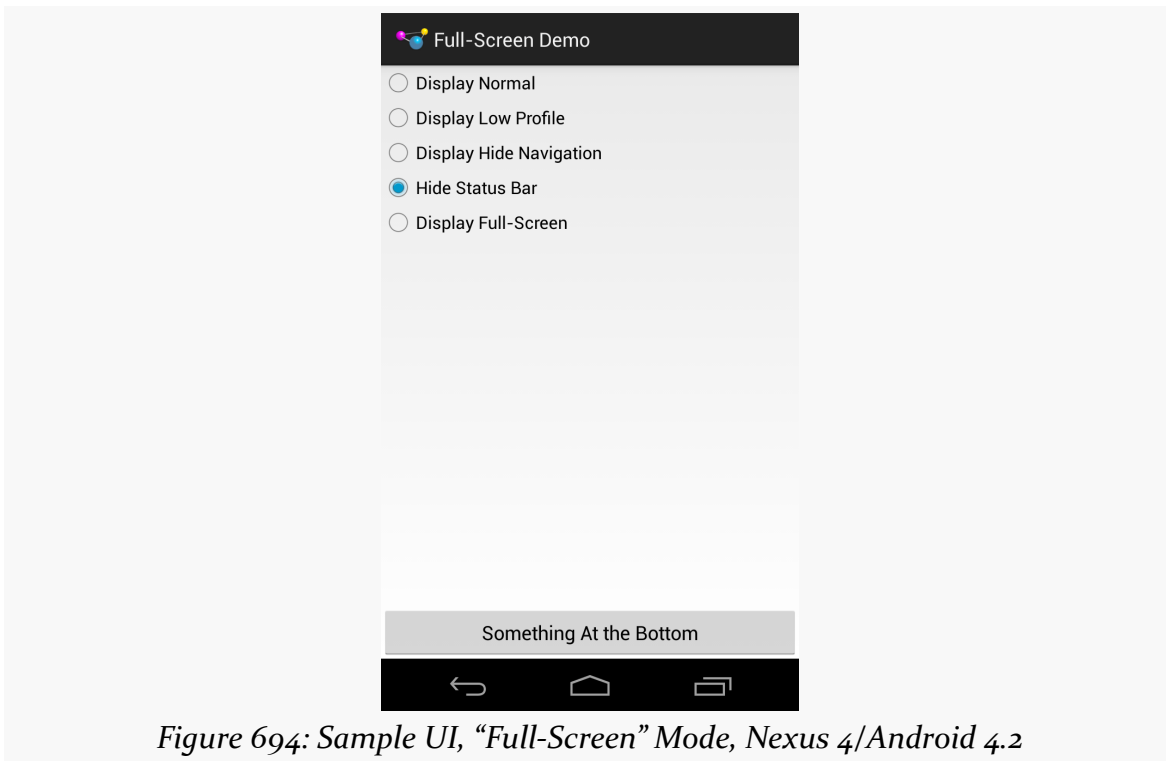 Full-Screen Demo
Display Normal
Display Low Profile
Display Hide Navigation
Hide Status Bar
Display Full-Screen
Something At the Bottom
Figure 694: Sample UI, “Full-Screen” Mode, Nexus 4/Android 4.2